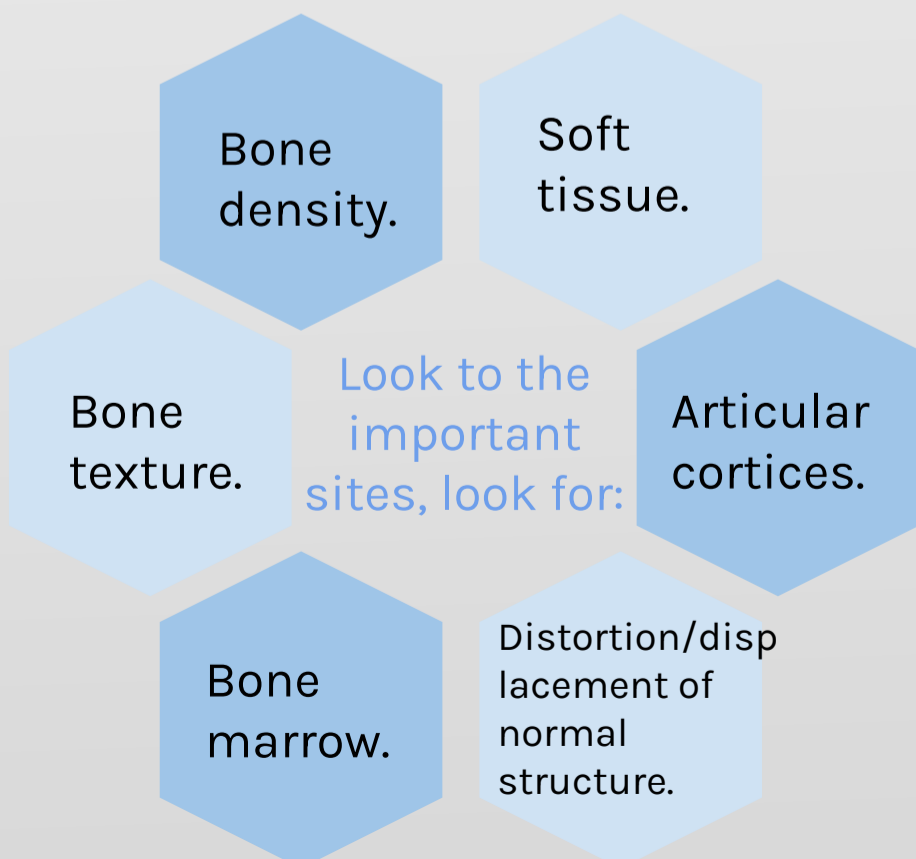 Bone
density.
Soft
tissue.
Bone
texture.
Look to the
important
sites, look for:
Articular
cortices.
Bone
marrow.
Distortion/disp
lacement of
normal
structure.